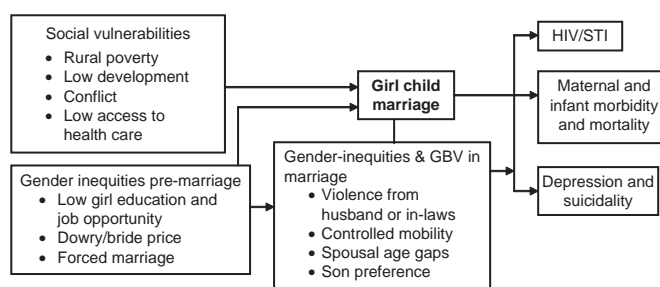 Social vulnerabilities
• Rural poverty
• Low development
• Conflict
• Low access to
health care
Gender inequities pre-marriage
• Low girl education and
job opportunity
• Dowry/bride price
• Forced marriage
Girl child
marriage
Gender-inequities & GBV in
marriage
• Violence from
husband or in-laws
• Controlled mobility
• Spousal age gaps
• Son preference
HIV/STI
Maternal and
infant morbidity
and mortality
Depression and
suicidality